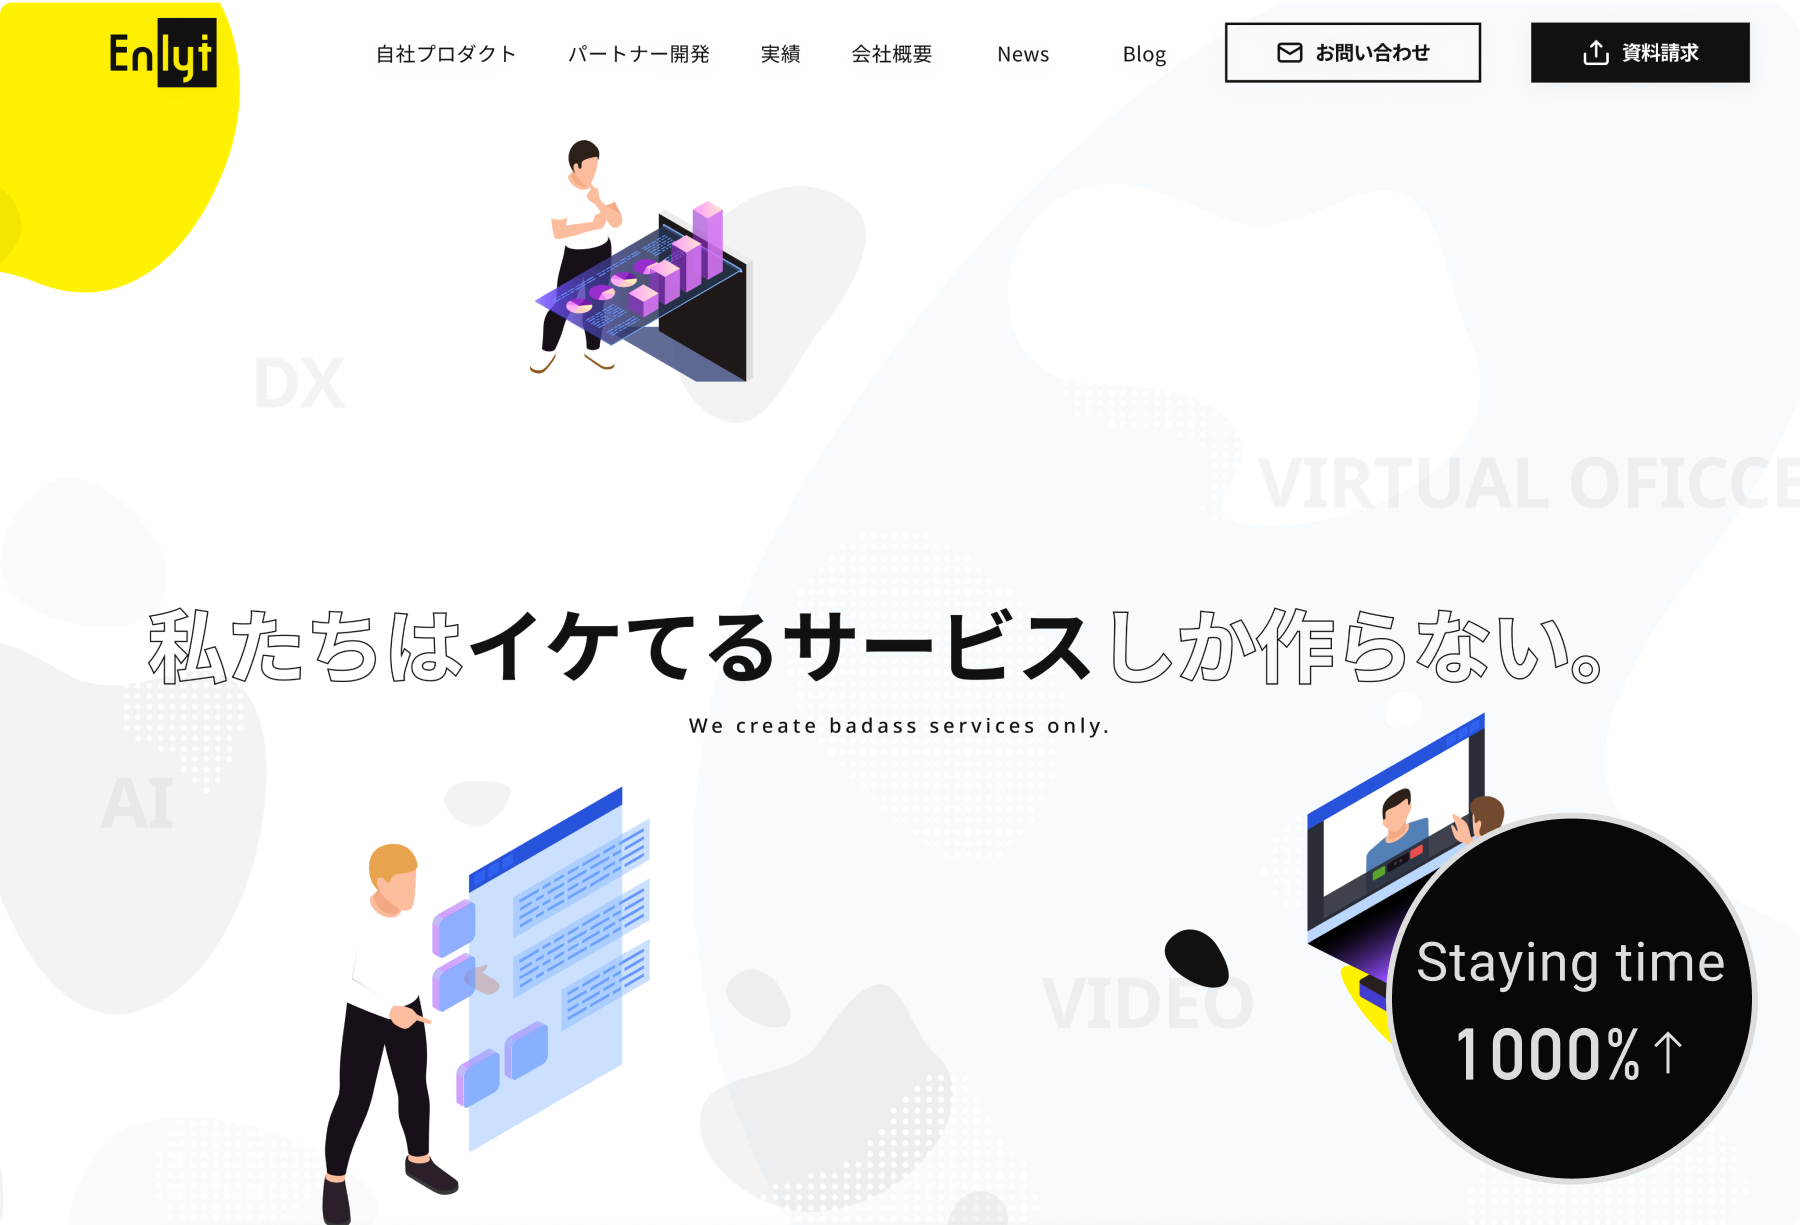 Enlyt
自社プロダクト
パートナー開発
実績
会社概要
News
Blog
お問い合わせ
資料請求
DX
VIRTUAL OFICCE
私たちはイケてるサービスしか作らない。
We create badass services only.
AI
VIDEO
Staying time
1000%↑